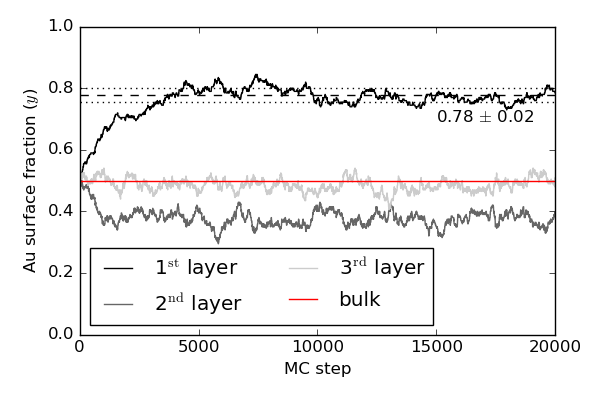 1.0
0.8
0.6
0.4
0.2
0.0
Au surface fraction (y)
0.78 ± 0.02
1st layer
2nd layer
3rd layer
bulk
0
5000
10000
15000
20000
MC step